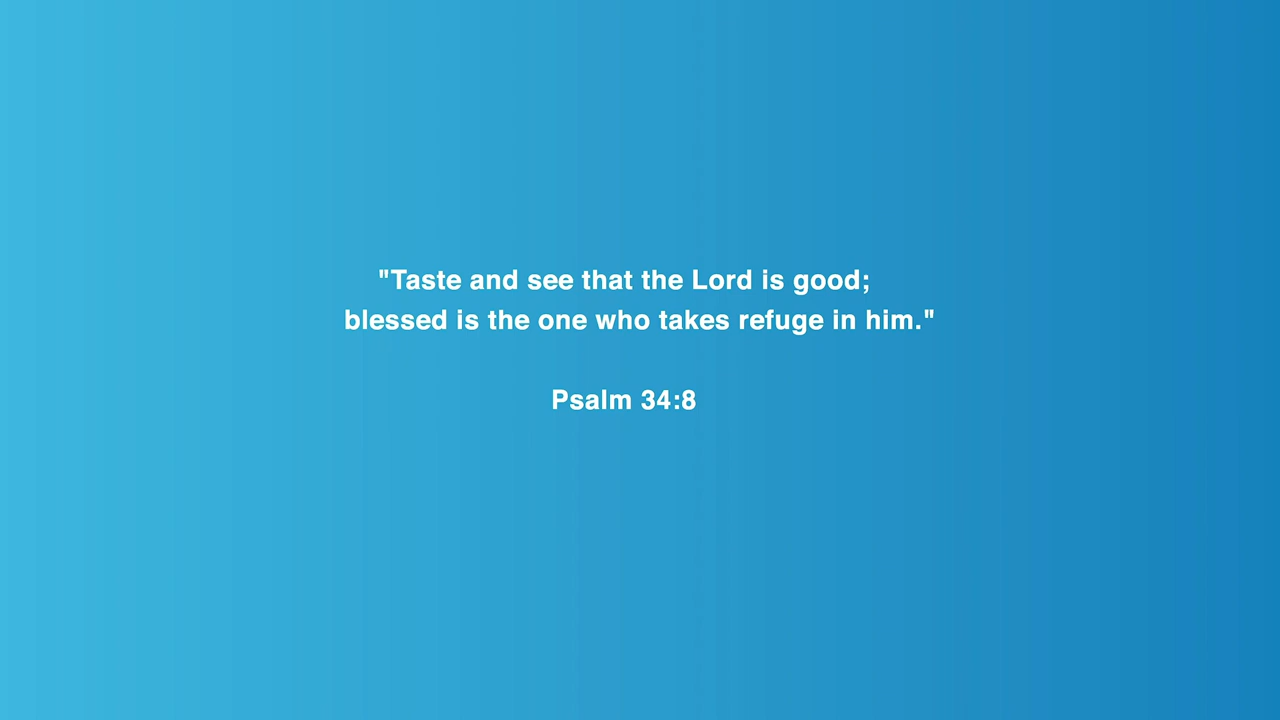 "Taste and see that the Lord is good;
blessed is the one who takes refuge in him."
Psalm 34:8